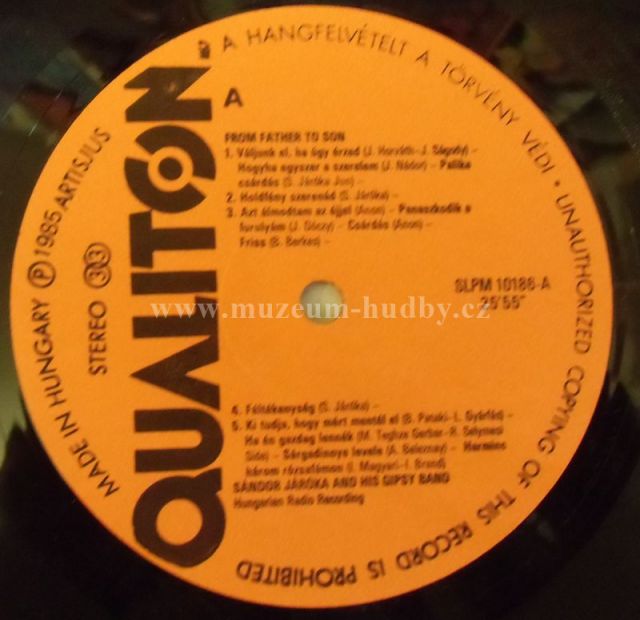 A HANGFELVÉTELT A TÖRVÉNY VÉDI • UNAUTHORIZED COPYING OF THIS RECORD IS PROHIBITED
MADE IN HUNGARY Ⓟ 1985 ARTISJUS
STEREO 33
QUALITON
A
FROM FATHER TO SON
1. Váljunk el, ha úgy érzed (J. Horváth–J. Ságody) –
Hogyha egyszer a szerelem (J. Nádor) – Palika
csárdás (S. Járóka Jun) –
2. Holdfény szerenád (S. Járóka) –
3. Azt álmodtam az éjjel (Anon) – Panaszkodik a
furulyám (J. Dóczy) – Csárdás (Anon) –
Friss (B. Berkes) –
SLPM 10186-A
25'55"
www.muzeum-hudby.cz
4. Féltékenység (S. Járóka) –
5. Ki tudja, hogy mért mentél el (B. Pataki–I. Gyárfás) –
Ha én gazdag lennék (M. Teghze Gerber–R. Selymesi
Side) – Sárgadinnye levele (A. Beleznay) – Harminc
három rózsafámon (I. Magyari–I. Brand)
SÁNDOR JÁRÓKA AND HIS GIPSY BAND
Hungarian Radio Recording